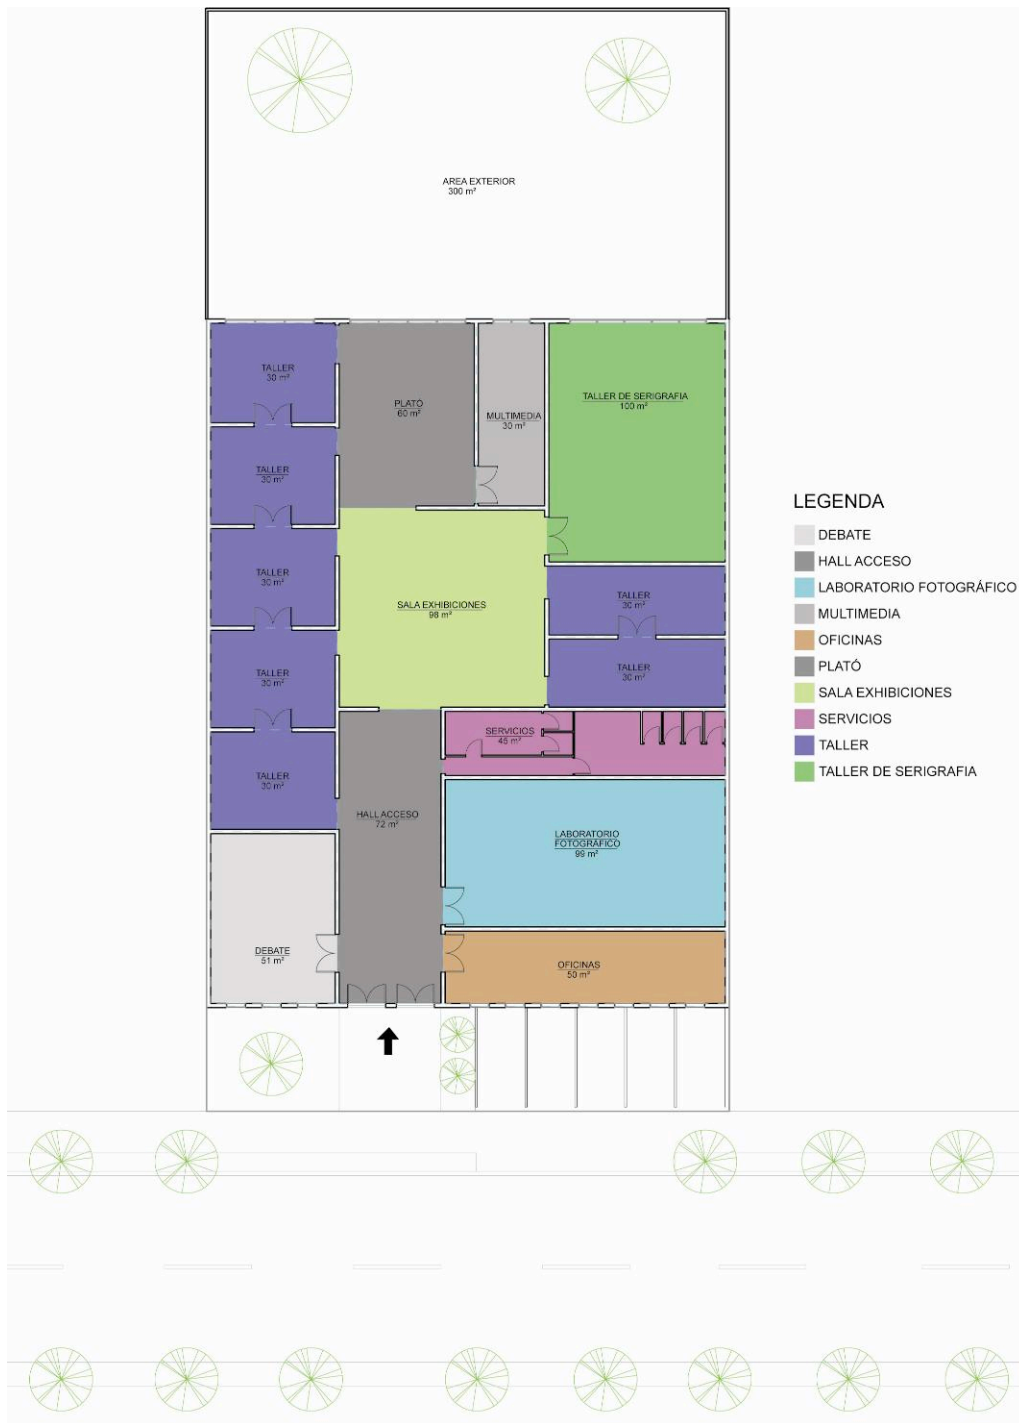 AREA EXTERIOR
300 m²
TALLER
30 m²
PLATÓ
60 m²
MULTIMEDIA
30 m²
TALLER DE SERIGRAFIA
100 m²
TALLER
30 m²
TALLER
30 m²
SALA EXHIBICIONES
98 m²
TALLER
30 m²
TALLER
30 m²
TALLER
30 m²
SERVICIOS
45 m²
TALLER
30 m²
HALL ACCESO
72 m²
LABORATORIO
FOTOGRÁFICO
99 m²
DEBATE
51 m²
OFICINAS
50 m²
LEGENDA
DEBATE
HALL ACCESO
LABORATORIO FOTOGRÁFICO
MULTIMEDIA
OFICINAS
PLATÓ
SALA EXHIBICIONES
SERVICIOS
TALLER
TALLER DE SERIGRAFIA